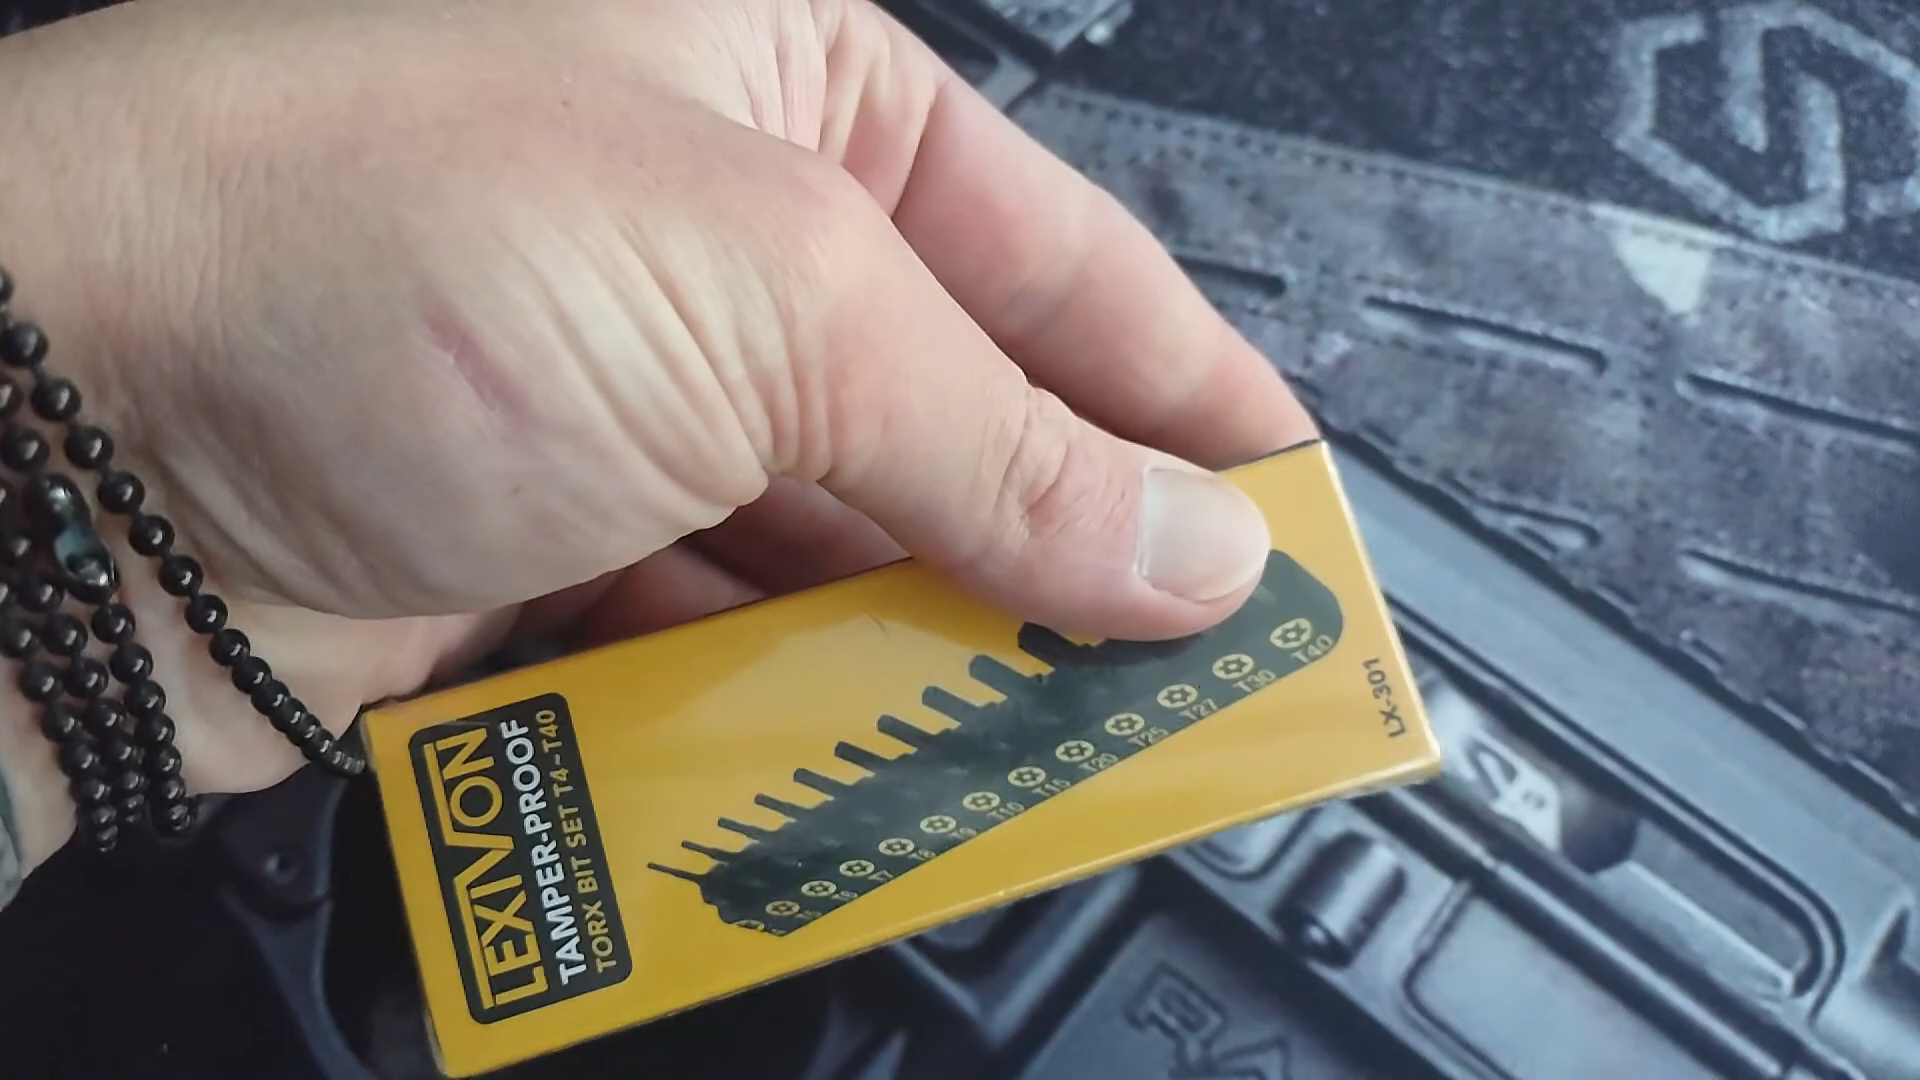 LEXIVON
TAMPER-PROOF
TORX BIT SET T4-T40
T6
T7
T8
T9
T10
T15
T20
T25
T27
T30
T40
LX-301